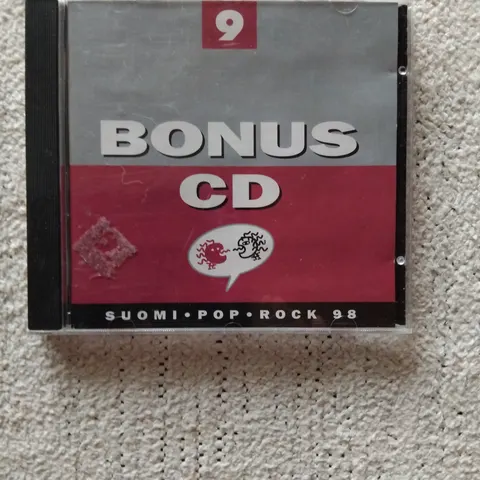 9
BONUS
CD
SUOMI • POP • ROCK 98